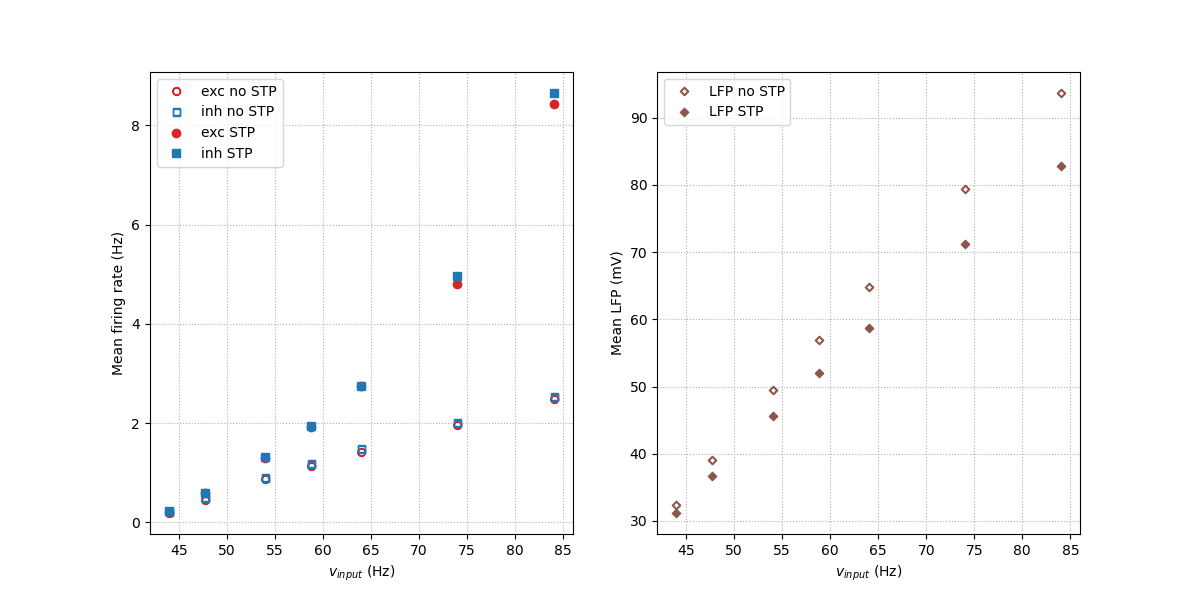 exc no STP
inh no STP
exc STP
inh STP
8
6
4
2
0
Mean firing rate (Hz)
45 50 55 60 65 70 75 80 85
v_input (Hz)
LFP no STP
LFP STP
90
80
70
60
50
40
30
Mean LFP (mV)
45 50 55 60 65 70 75 80 85
v_input (Hz)